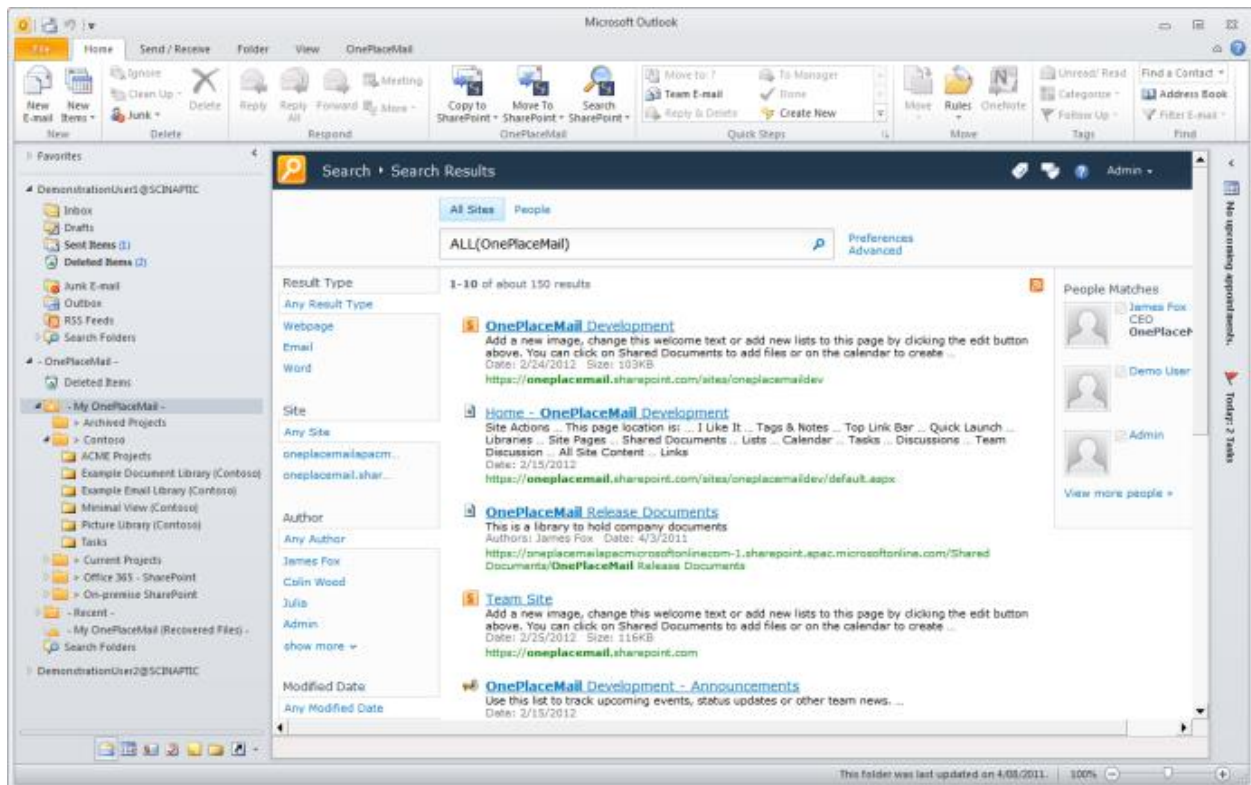 Microsoft Outlook
File Home Send / Receive Folder View OnePlaceMail
New E-mail
New Items
Ignore
Clean Up
Junk
Delete
Reply
Reply All
Forward
Meeting
More
Copy to SharePoint
Move To SharePoint
Search SharePoint
Move to: ?
Team E-mail
Reply & Delete
To Manager
Done
Create New
Move
Rules
OneNote
Unread/ Read
Categorize
Follow Up
Find a Contact
Address Book
Filter E-mail
New Delete Respond OnePlaceMail Quick Steps Move Tags Find
Favorites
DemonstrationUser1@SCINAPTIC
Inbox
Drafts
Sent Items (1)
Deleted Items (2)
Junk E-mail
Outbox
RSS Feeds
Search Folders
- OnePlaceMail -
Deleted Items
- My OnePlaceMail -
> Archived Projects
> Contoso
ACME Projects
Example Document Library (Contoso)
Example Email Library (Contoso)
Minimal View (Contoso)
Picture Library (Contoso)
Tasks
> Current Projects
> Office 365 - SharePoint
> On-premise SharePoint
- Recent -
- My OnePlaceMail (Recovered Files) -
Search Folders
DemonstrationUser2@SCINAPTIC
Search Search Results
Admin
All Sites People
ALL(OnePlaceMail)
Preferences
Advanced
Result Type
Any Result Type
Webpage
Email
Word
Site
Any Site
oneplacemailapacm...
oneplacemail.shar...
Author
Any Author
James Fox
Colin Wood
Julia
Admin
show more
Modified Date
Any Modified Date
1-10 of about 150 results
OnePlaceMail Development
Add a new image, change this welcome text or add new lists to this page by clicking the edit button
above. You can click on Shared Documents to add files or on the calendar to create ...
Date: 2/24/2012 Size: 103KB
https://oneplacemail.sharepoint.com/sites/oneplacemaildev
Home - OnePlaceMail Development
Site Actions ... This page location is: ... I Like It ... Tags & Notes ... Top Link Bar ... Quick Launch ...
Libraries ... Site Pages ... Shared Documents ... Lists ... Calendar ... Tasks ... Discussions ... Team
Discussion ... All Site Content ... Links
Date: 2/15/2012
https://oneplacemail.sharepoint.com/sites/oneplacemaildev/default.aspx
OnePlaceMail Release Documents
This is a library to hold company documents
Authors: James Fox Date: 4/3/2011
https://oneplacemailapacmicrosoftonlinecom-1.sharepoint.apac.microsoftonline.com/Shared
Documents/OnePlaceMail Release Documents
Team Site
Add a new image, change this welcome text or add new lists to this page by clicking the edit button
above. You can click on Shared Documents to add files or on the calendar to create ...
Date: 2/25/2012 Size: 116KB
https://oneplacemail.sharepoint.com
OnePlaceMail Development - Announcements
Use this list to track upcoming events, status updates or other team news. ...
Date: 2/15/2012
People Matches
James Fox
CEO
OnePlaceM
Demo User
Admin
View more people »
No upcoming appointments.
Today: 2 Tasks
This folder was last updated on 4/08/2011. 100%